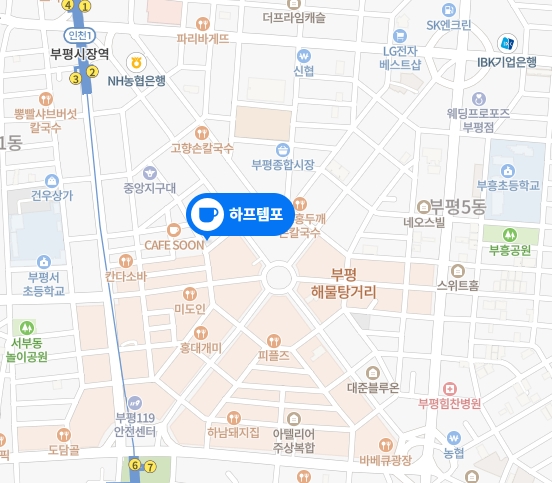 4
1
더프라임캐슬
SK엔크린
파리바게뜨
인천1
부평시장역
LG전자
베스트샵
IBK기업은행
신협
2
3
NH농협은행
뽕빨샤브버섯
칼국수
웨딩프로포즈
부평점
1동
고향손칼국수
부평종합시장
중앙지구대
건우상가
부흥초등학교
하프템포
홍두깨
손칼국수
네오스빌
부평5동
CAFE SOON
부흥공원
칸다소바
부평서
초등학교
부평
해물탕거리
스위트홈
미도인
서부동
놀이공원
홍대개미
피플즈
대준블루온
부평힘찬병원
부평119
안전센터
하남돼지집
아텔리어
주상복합
도담골
픽
바베큐광장
농협
6
7